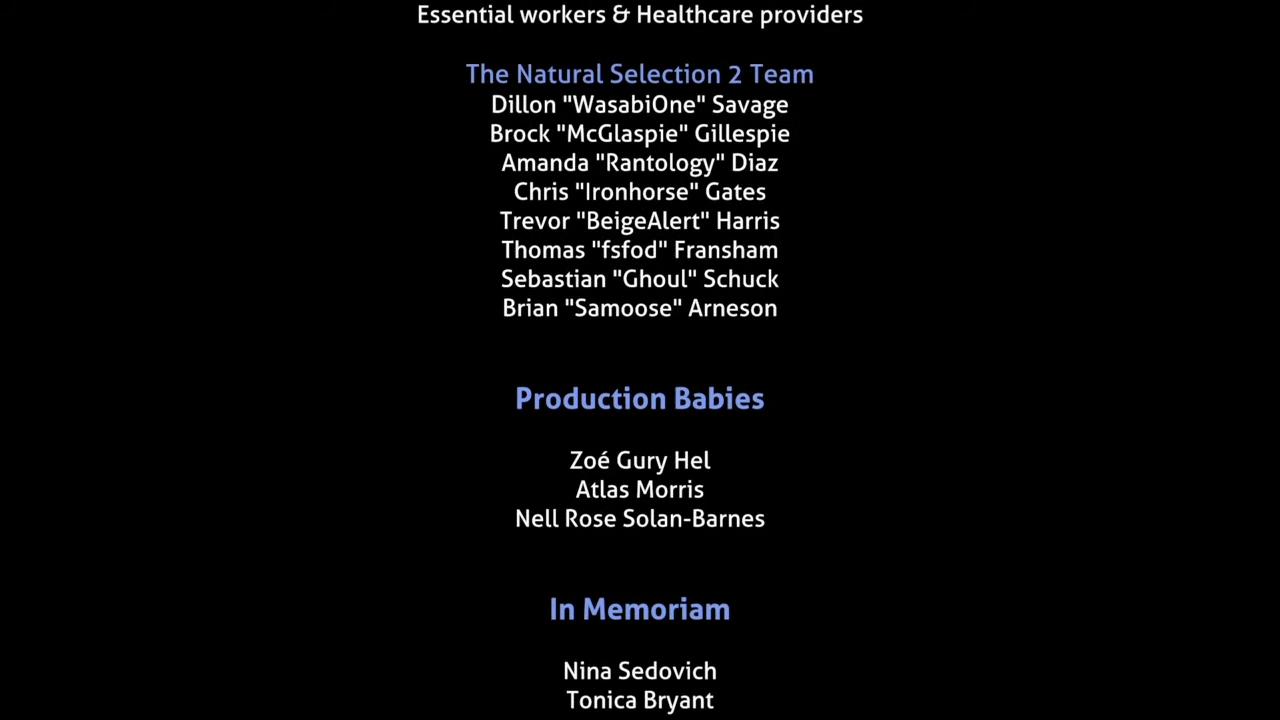 Essential workers & Healthcare providers
The Natural Selection 2 Team
Dillon "WasabiOne" Savage
Brock "McGlaspie" Gillespie
Amanda "Rantology" Diaz
Chris "Ironhorse" Gates
Trevor "BeigeAlert" Harris
Thomas "fsfod" Fransham
Sebastian "Ghoul" Schuck
Brian "Samoose" Arneson
Production Babies
Zoé Gury Hel
Atlas Morris
Nell Rose Solan-Barnes
In Memoriam
Nina Sedovich
Tonica Bryant